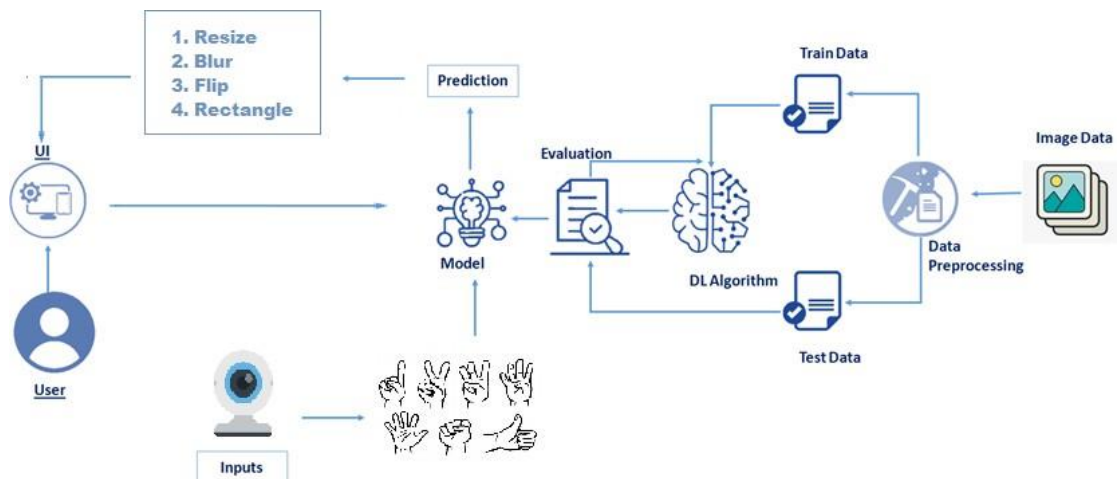 1. Resize
2. Blur
3. Flip
4. Rectangle
Prediction
Train Data
Image Data
UI
Evaluation
Model
DL Algorithm
Data
Preprocessing
User
Test Data
Inputs